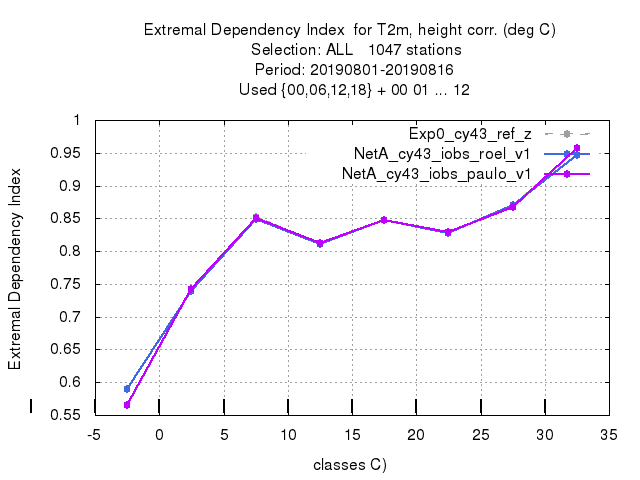 Extremal Dependency Index  for T2m, height corr. (deg C)
Selection: ALL   1047 stations
Period: 20190801-20190816
Used {00,06,12,18} + 00 01 ... 12
1
0.95
0.9
0.85
0.8
0.75
0.7
0.65
0.6
0.55
Extremal Dependency Index
Exp0_cy43_ref_z
NetA_cy43_iobs_roel_v1
NetA_cy43_iobs_paulo_v1
-5 0 5 10 15 20 25 30 35
classes C)